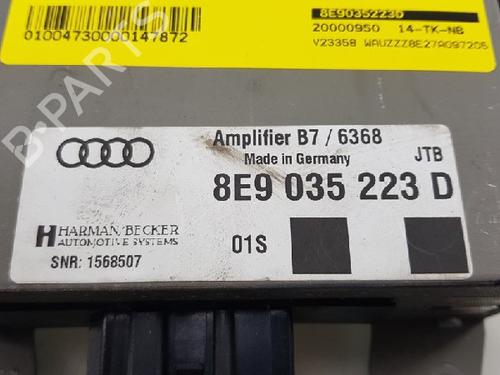 8E9035223D
01004730000147872
20000950 14-TK-NB
V23358 WAUZZZ8E27A097205
B-PARTS
Amplifier B7 / 6368
Made in Germany
JTB
8E9 035 223 D
HARMAN/BECKER
AUTOMOTIVE SYSTEMS
01S
SNR: 1568507